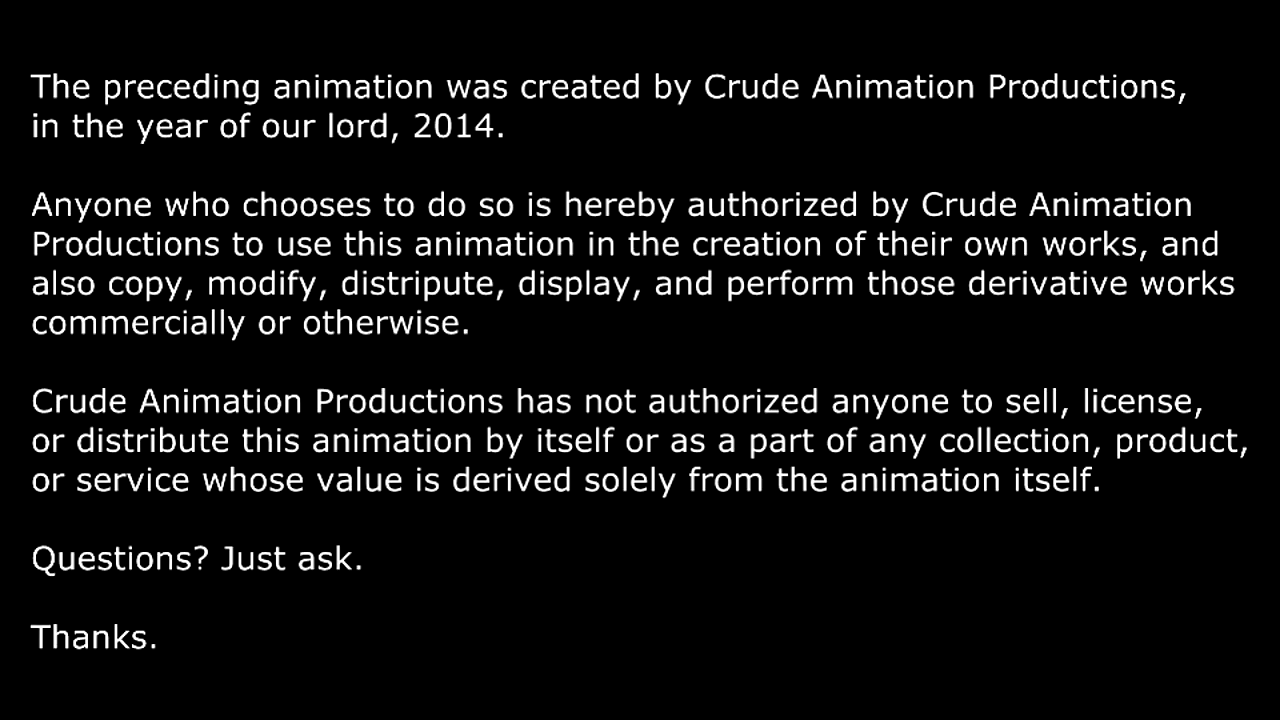 The preceding animation was created by Crude Animation Productions,
in the year of our lord, 2014.
Anyone who chooses to do so is hereby authorized by Crude Animation
Productions to use this animation in the creation of their own works, and
also copy, modify, distripute, display, and perform those derivative works
commercially or otherwise.
Crude Animation Productions has not authorized anyone to sell, license,
or distribute this animation by itself or as a part of any collection, product,
or service whose value is derived solely from the animation itself.
Questions? Just ask.
Thanks.